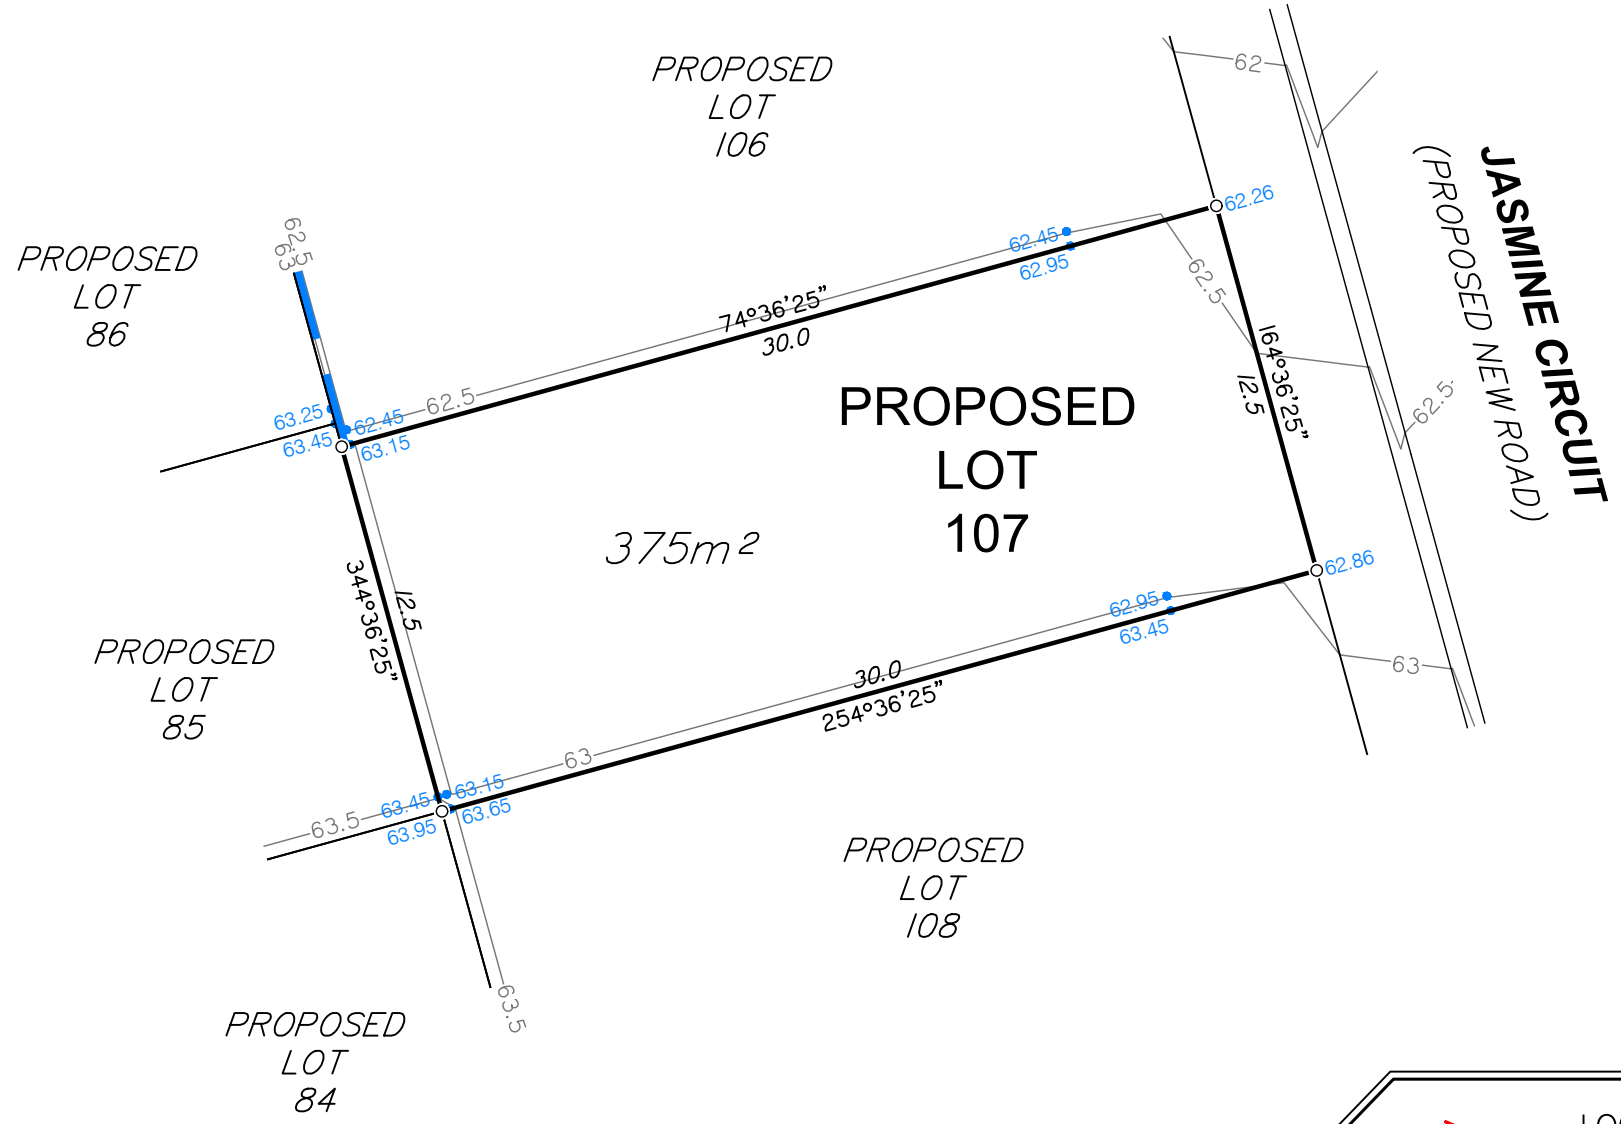 PROPOSED
LOT
106
62
JASMINE CIRCUIT
(PROPOSED NEW ROAD)
62.26
62.45
62.95
62.5
PROPOSED
LOT
86
62.5
63
74°36'25"
30.0
164°36'25"
12.5
62.5
62.5
63.25
63.45
62.45
63.15
PROPOSED
LOT
107
375m²
344°36'25"
12.5
62.86
62.95
63.45
PROPOSED
LOT
85
30.0
254°36'25"
63
63
63.45
63.95
63.15
63.65
63.5
PROPOSED
LOT
108
63.5
PROPOSED
LOT
84